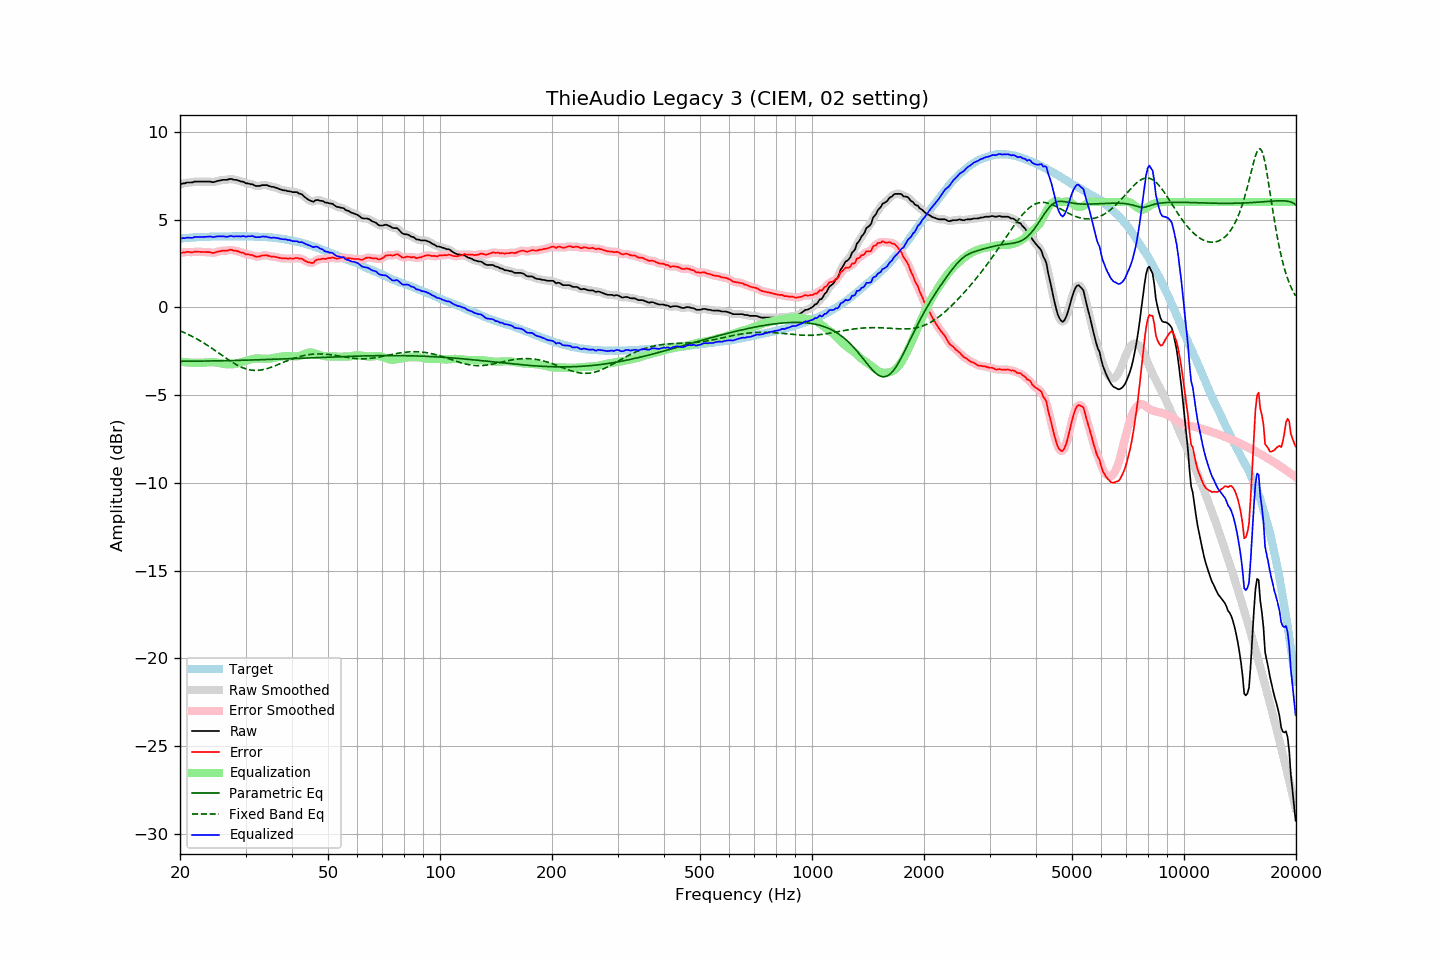 ThieAudio Legacy 3 (CIEM, 02 setting)
10
5
0
−5
−10
−15
−20
−25
−30
Amplitude (dBr)
Target
Raw Smoothed
Error Smoothed
Raw
Error
Equalization
Parametric Eq
Fixed Band Eq
Equalized
20 50 100 200 500 1000 2000 5000 10000 20000
Frequency (Hz)